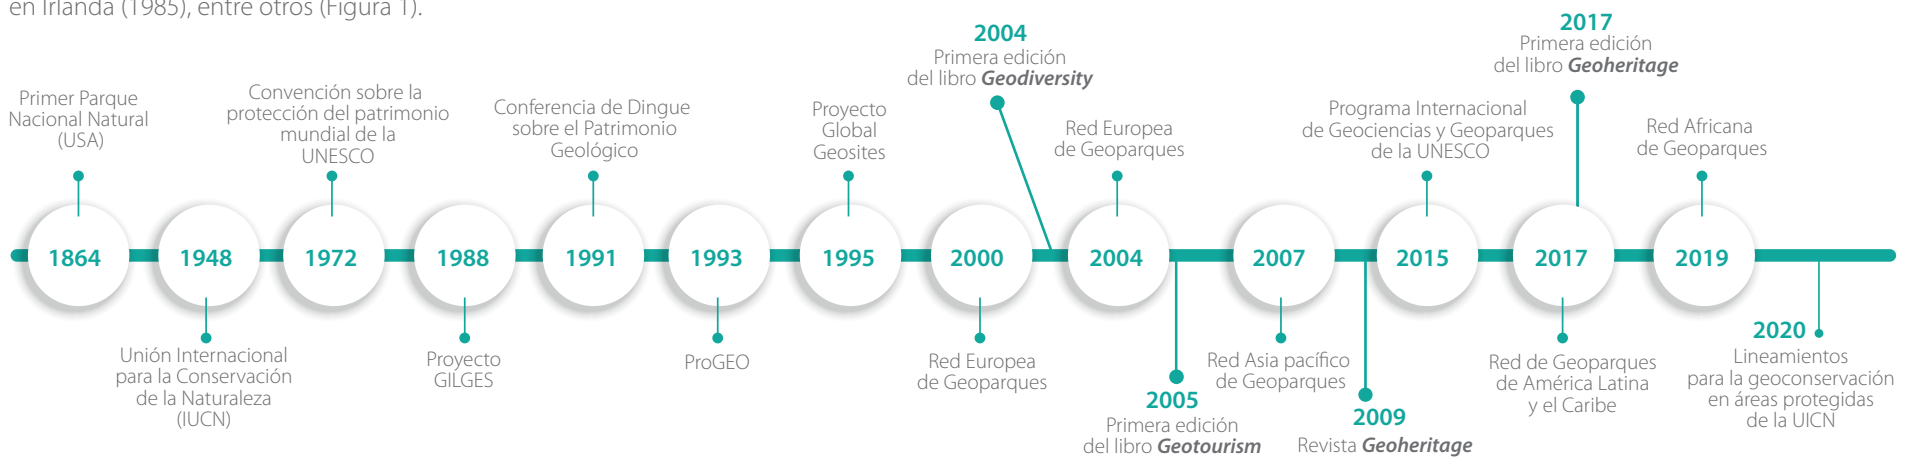 en Irlanda (1985), entre otros (Figura 1).
1864
Primer Parque
Nacional Natural
(USA)
1948
Unión Internacional
para la Conservación
de la Naturaleza
(IUCN)
1972
Convención sobre la
protección del patrimonio
mundial de la
UNESCO
1988
Proyecto
GILGES
1991
Conferencia de Dingue
sobre el Patrimonio
Geológico
1993
ProGEO
1995
Proyecto
Global
Geosites
2000
Red Europea
de Geoparques
2004
Primera edición
del libro Geodiversity
2004
Red Europea
de Geoparques
2005
Primera edición
del libro Geotourism
2007
Red Asia pacífico
de Geoparques
2009
Revista Geoheritage
2015
Programa Internacional
de Geociencias y Geoparques
de la UNESCO
2017
Primera edición
del libro Geoheritage
2017
Red de Geoparques
de América Latina
y el Caribe
2019
Red Africana
de Geoparques
2020
Lineamientos
para la geoconservación
en áreas protegidas
de la UICN